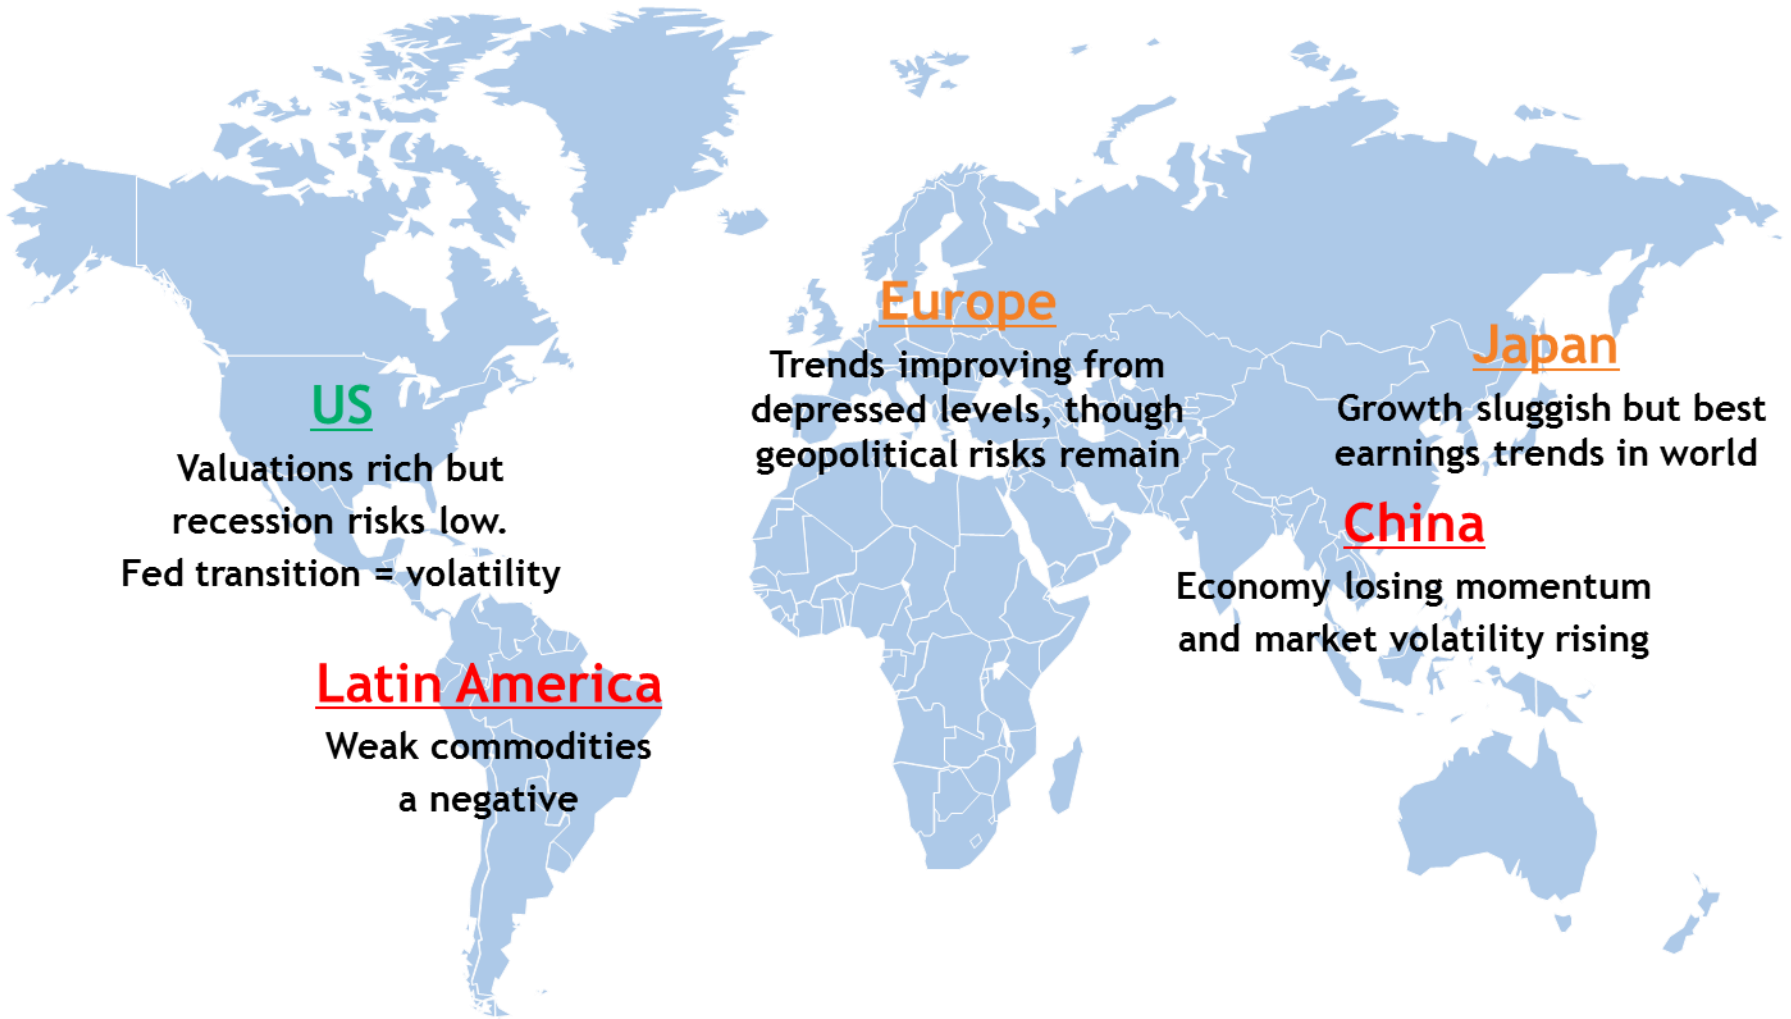 US
Valuations rich but
recession risks low.
Fed transition = volatility
Latin America
Weak commodities
a negative
Europe
Trends improving from
depressed levels, though
geopolitical risks remain
Japan
Growth sluggish but best
earnings trends in world
China
Economy losing momentum
and market volatility rising